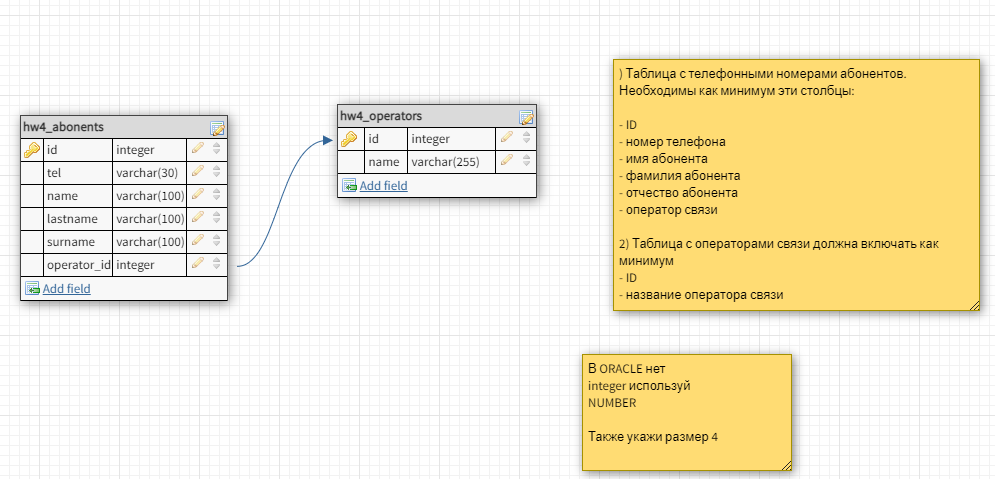 hw4_abonents
id integer
tel varchar(30)
name varchar(100)
lastname varchar(100)
surname varchar(100)
operator_id integer
Add field
hw4_operators
id integer
name varchar(255)
Add field
) Таблица с телефонными номерами абонентов.
Необходимы как минимум эти столбцы:
- ID
- номер телефона
- имя абонента
- фамилия абонента
- отчество абонента
- оператор связи
2) Таблица с операторами связи должна включать как
минимум
- ID
- название оператора связи
В ORACLE нет
integer используй
NUMBER
Также укажи размер 4